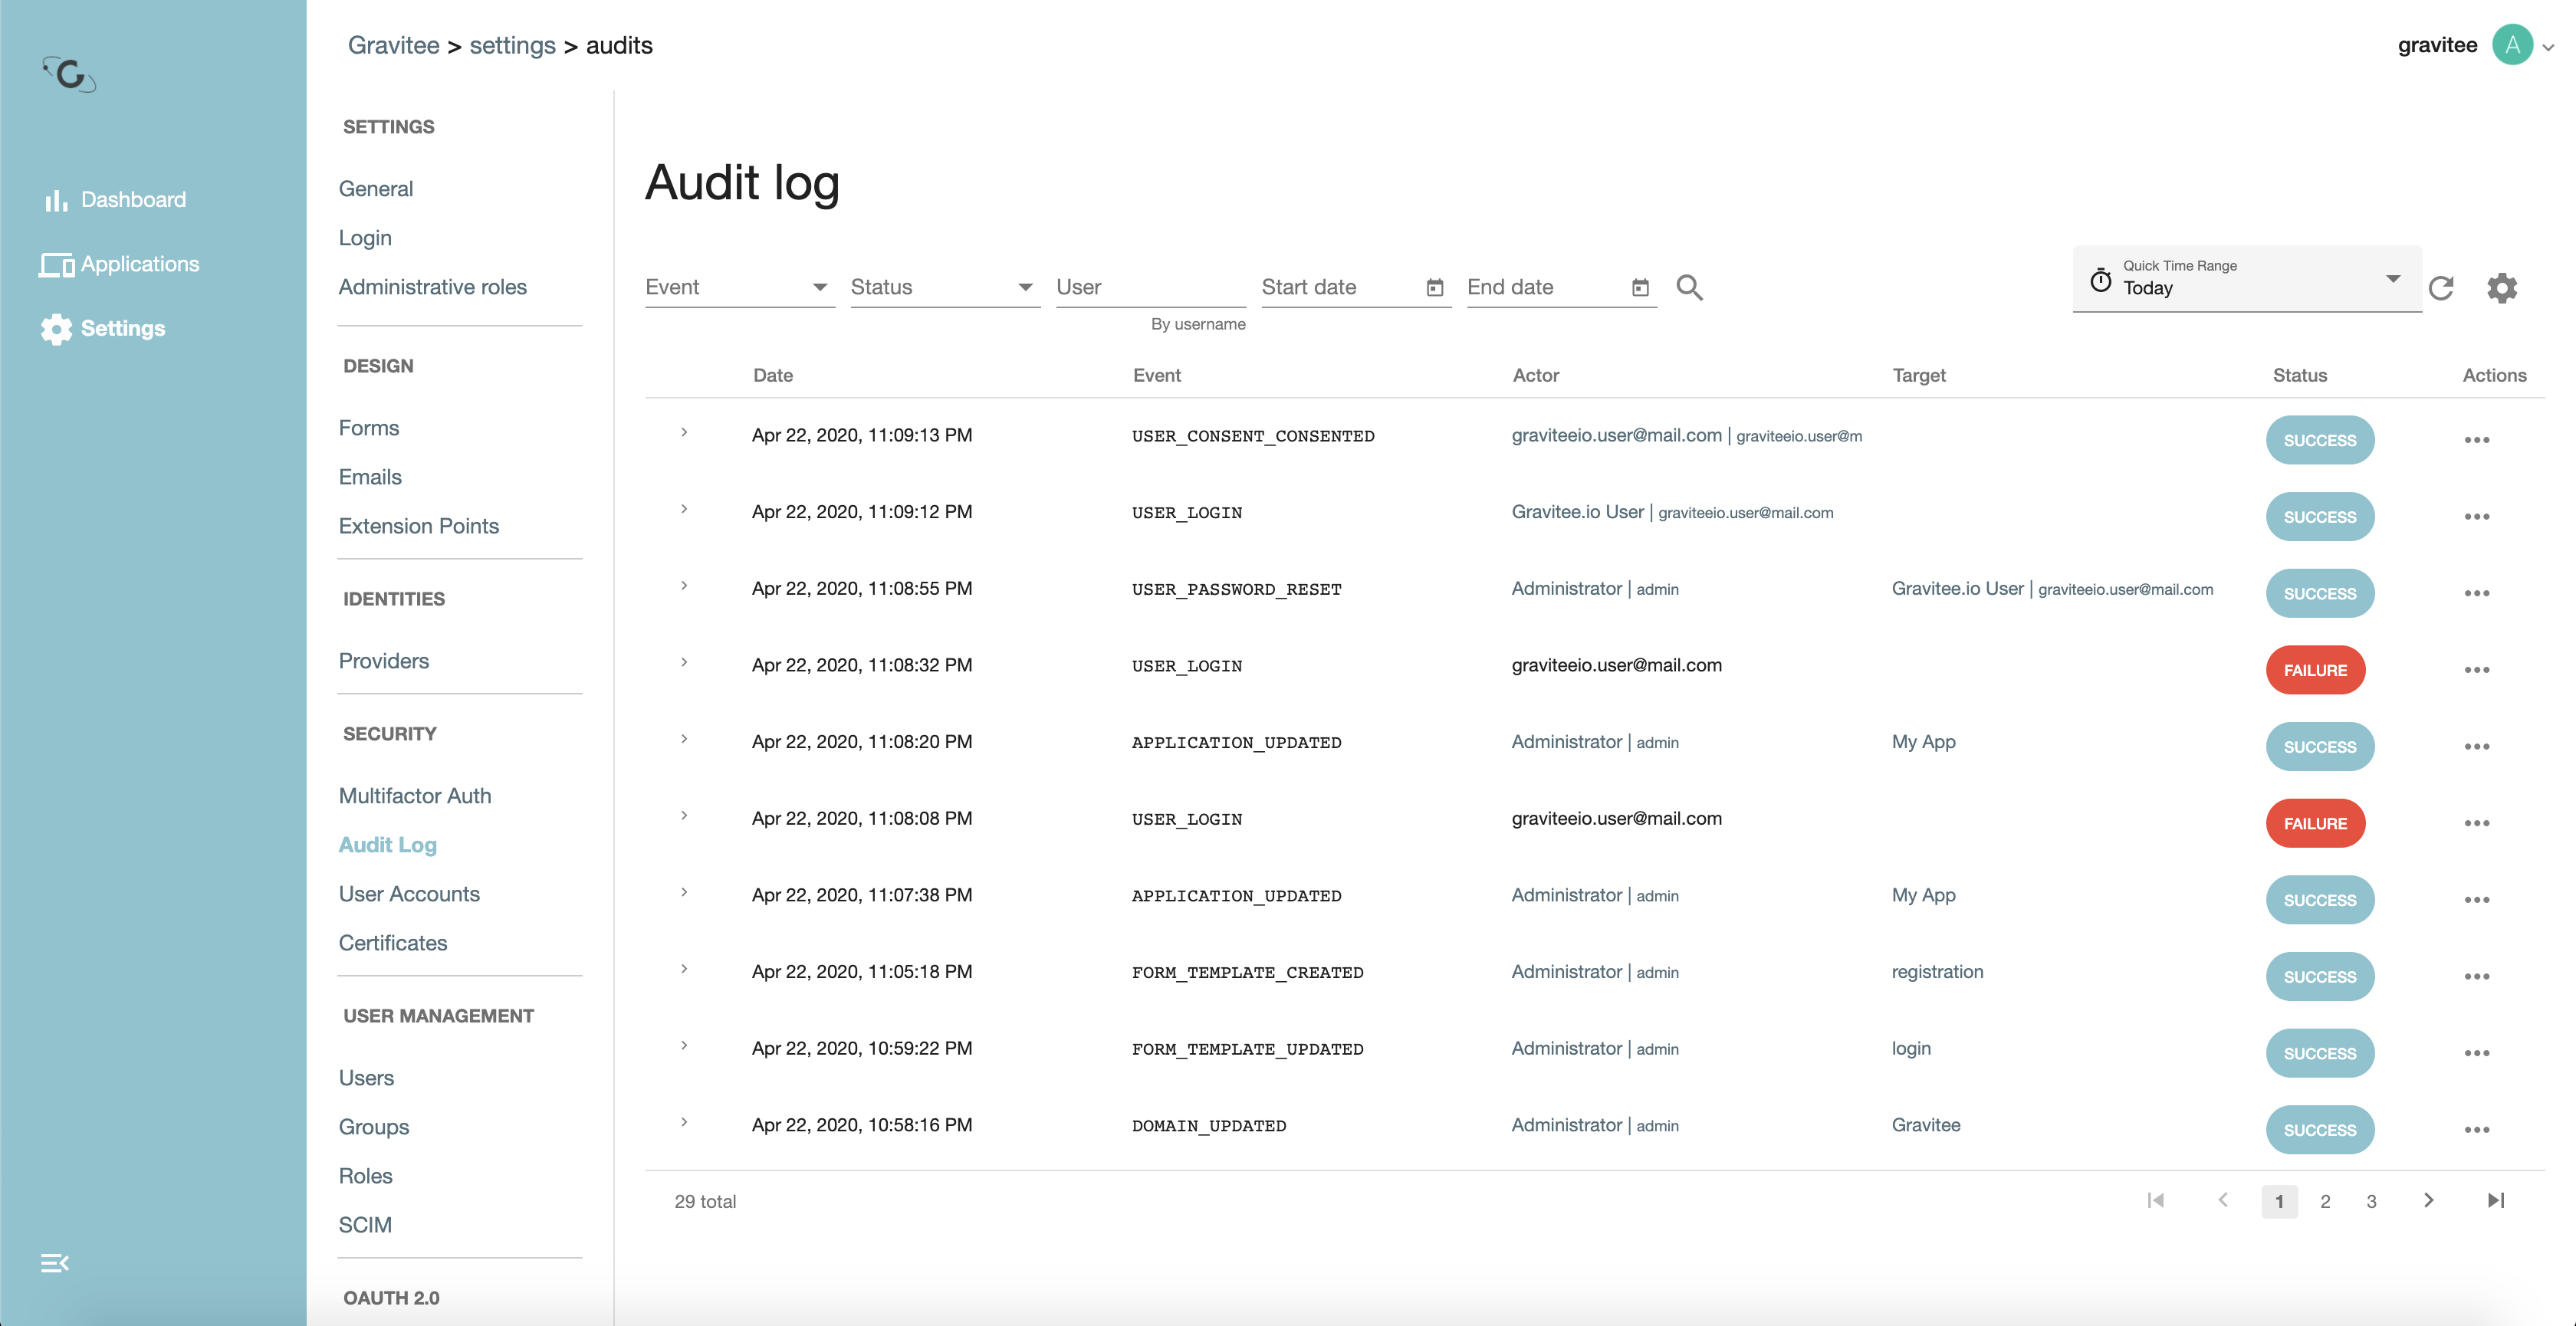 Gravitee > settings > audits
gravitee A
Dashboard
Applications
Settings
SETTINGS
General
Login
Administrative roles
DESIGN
Forms
Emails
Extension Points
IDENTITIES
Providers
SECURITY
Multifactor Auth
Audit Log
User Accounts
Certificates
USER MANAGEMENT
Users
Groups
Roles
SCIM
OAUTH 2.0
Audit log
Event Status User Start date End date
By username
Quick Time Range
Today
Date Event Actor Target Status Actions
Apr 22, 2020, 11:09:13 PM USER_CONSENT_CONSENTED graviteeio.user@mail.com | graviteeio.user@m SUCCESS
Apr 22, 2020, 11:09:12 PM USER_LOGIN Gravitee.io User | graviteeio.user@mail.com SUCCESS
Apr 22, 2020, 11:08:55 PM USER_PASSWORD_RESET Administrator | admin Gravitee.io User | graviteeio.user@mail.com SUCCESS
Apr 22, 2020, 11:08:32 PM USER_LOGIN graviteeio.user@mail.com FAILURE
Apr 22, 2020, 11:08:20 PM APPLICATION_UPDATED Administrator | admin My App SUCCESS
Apr 22, 2020, 11:08:08 PM USER_LOGIN graviteeio.user@mail.com FAILURE
Apr 22, 2020, 11:07:38 PM APPLICATION_UPDATED Administrator | admin My App SUCCESS
Apr 22, 2020, 11:05:18 PM FORM_TEMPLATE_CREATED Administrator | admin registration SUCCESS
Apr 22, 2020, 10:59:22 PM FORM_TEMPLATE_UPDATED Administrator | admin login SUCCESS
Apr 22, 2020, 10:58:16 PM DOMAIN_UPDATED Administrator | admin Gravitee SUCCESS
29 total 1 2 3